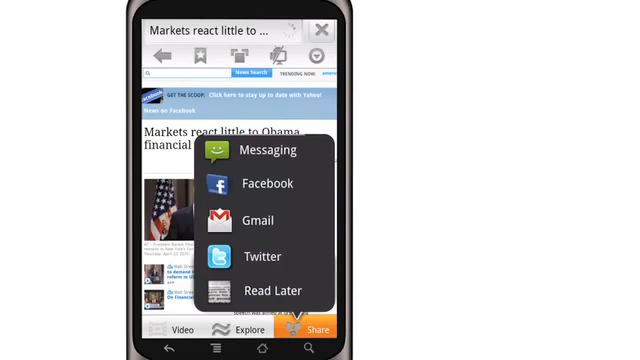 Markets react little to ...
News Search
TRENDING NOW:
GET THE SCOOP: Click here to stay up to date with Yahoo!
News on Facebook
Markets react little to Obama
financial
Messaging
Facebook
Gmail
Twitter
Read Later
Video
Explore
Share